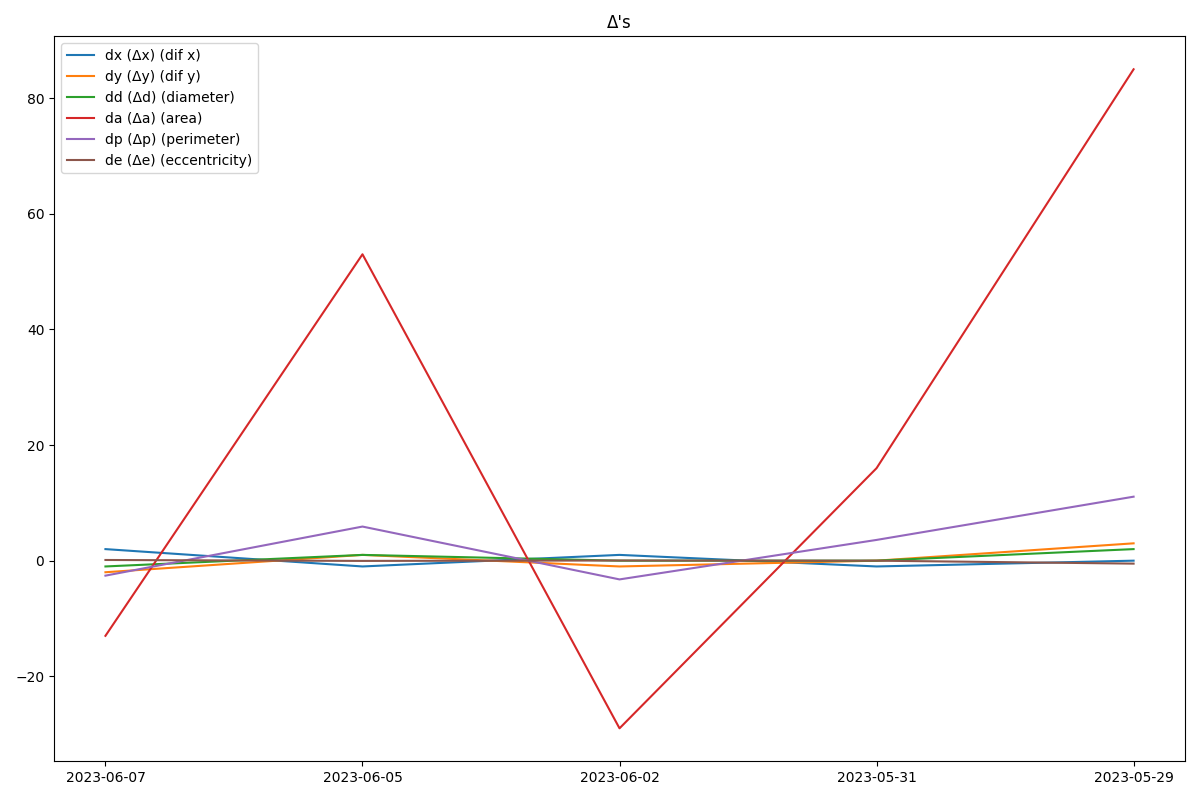 Δ's
dx (Δx) (dif x)
dy (Δy) (dif y)
dd (Δd) (diameter)
da (Δa) (area)
dp (Δp) (perimeter)
de (Δe) (eccentricity)
80
60
40
20
0
−20
2023-06-07 2023-06-05 2023-06-02 2023-05-31 2023-05-29